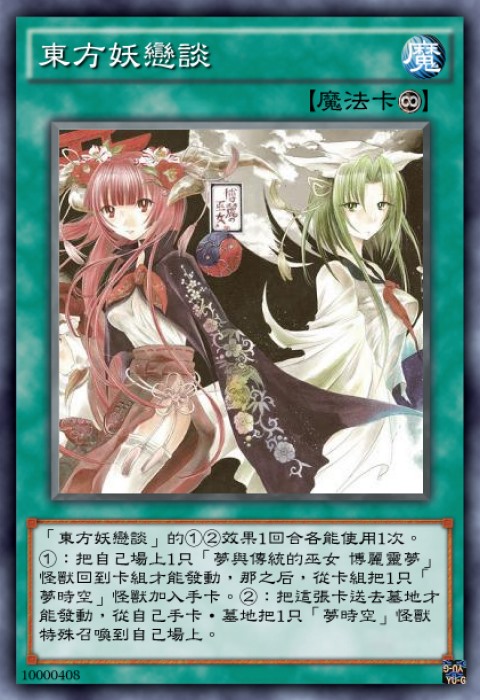 東方妖戀談
魔
【魔法卡♾】
博麗の
巫女
「東方妖戀談」的①②效果1回合各能使用1次。
①：把自己場上1只「夢與傳統的巫女 博麗靈夢」
怪獸回到卡組才能發動，那之后，從卡組把1只「
夢時空」怪獸加入手卡。②：把這張卡送去墓地才
能發動，從自己手卡・墓地把1只「夢時空」怪獸
特殊召喚到自己場上。
10000408